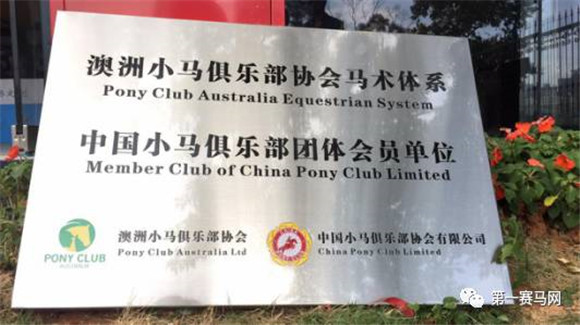 澳洲小马俱乐部协会马术体系
Pony Club Australia Equestrian System
中国小马俱乐部团体会员单位
Member Club of China Pony Club Limited
PONY CLUB
AUSTRALIA
澳洲小马俱乐部协会
Pony Club Australia Ltd
中国小马俱乐部协会有限公司
China Pony Club Limited
第一赛马网